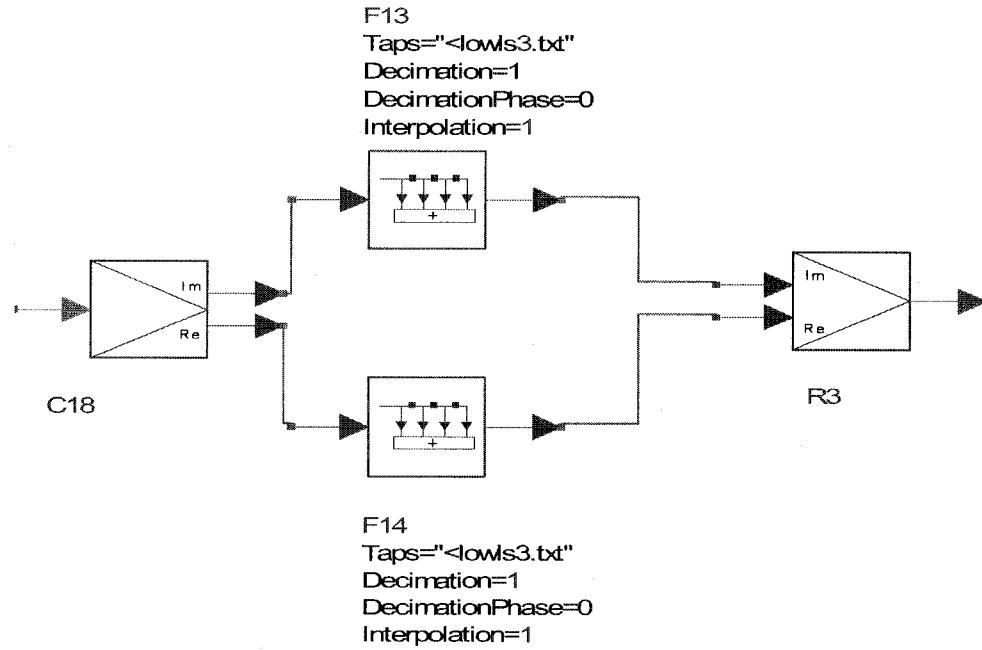 F13
Taps="<lowls3.txt"
Decimation=1
DecimationPhase=0
Interpolation=1
+
Im
Re
C18
Im
Re
R3
+
F14
Taps="<lowls3.txt"
Decimation=1
DecimationPhase=0
Interpolation=1